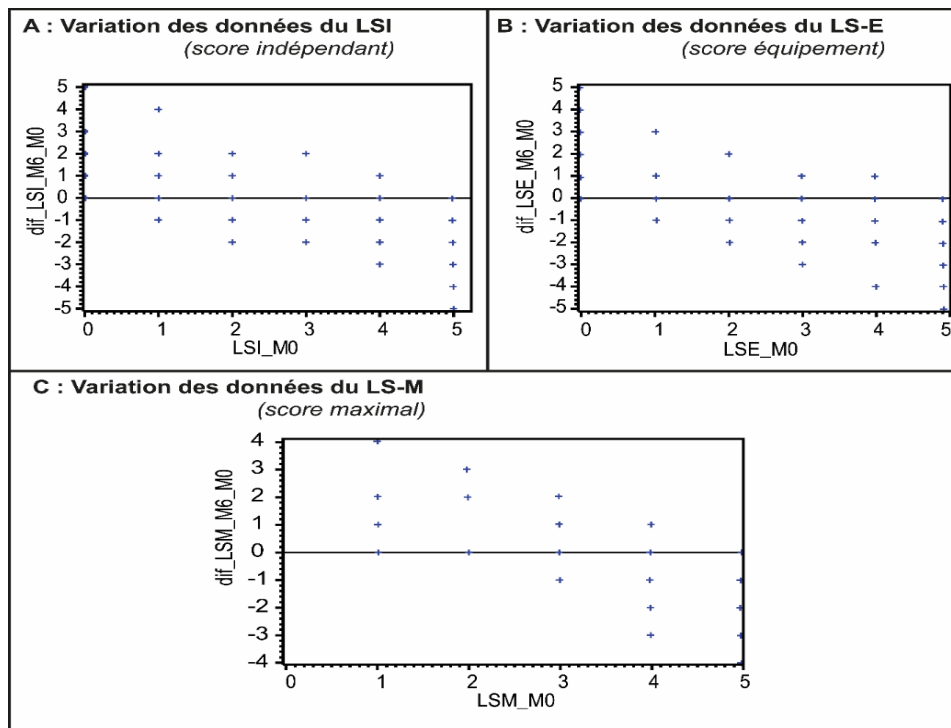 A : Variation des données du LSI
(score indépendant)
dif_LSI_M6_M0
5
4
3
2
1
0
-1
-2
-3
-4
-5
0 1 2 3 4 5
LSI_M0
B : Variation des données du LS-E
(score équipement)
dif_LSE_M6_M0
5
4
3
2
1
0
-1
-2
-3
-4
-5
0 1 2 3 4 5
LSE_M0
C : Variation des données du LS-M
(score maximal)
dif_LSM_M6_M0
4
3
2
1
0
-1
-2
-3
-4
0 1 2 3 4 5
LSM_M0